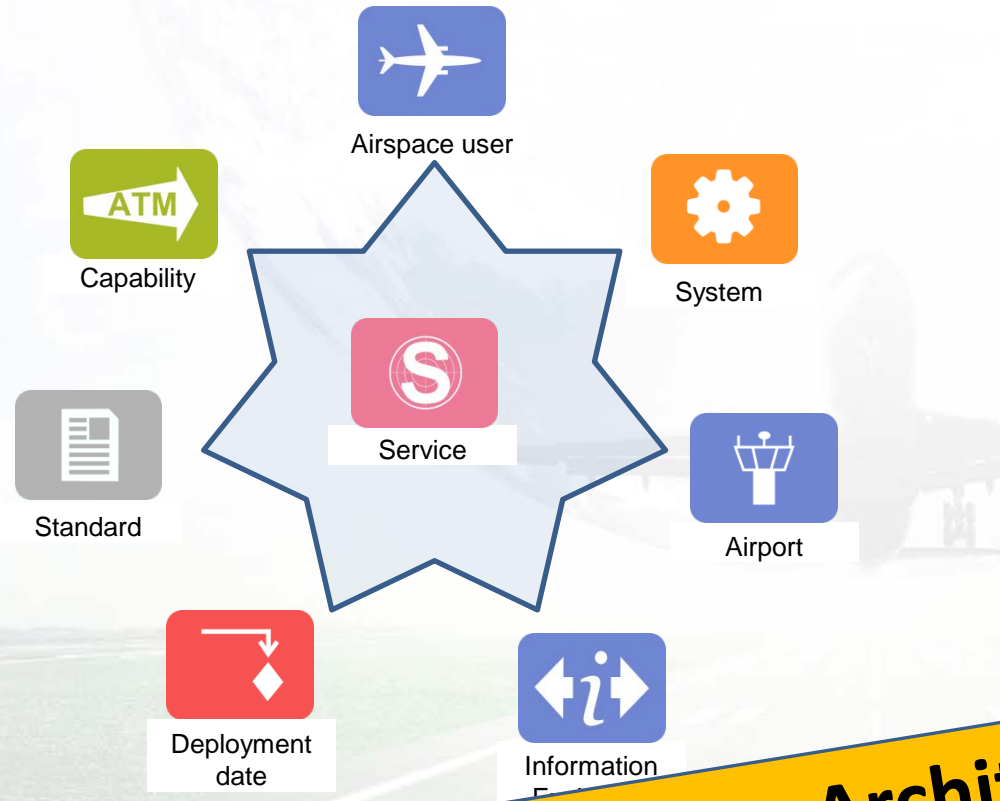 Airspace user
ATM
Capability
System
S
Service
Standard
Airport
Deployment
date
i
Information